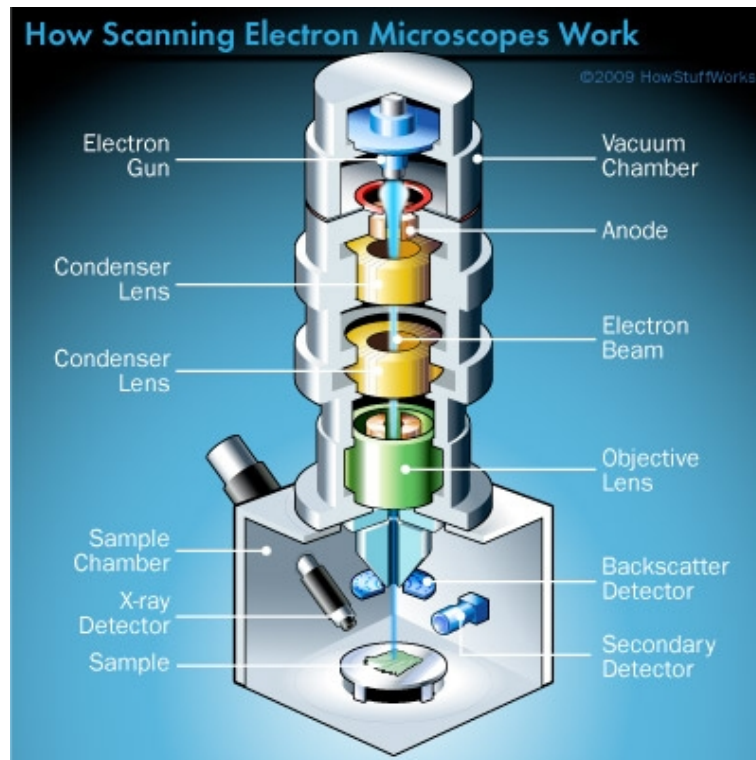 How Scanning Electron Microscopes Work
©2009 HowStuffWorks
Electron
Gun
Vacuum
Chamber
Anode
Condenser
Lens
Electron
Beam
Condenser
Lens
Objective
Lens
Sample
Chamber
Backscatter
Detector
X-ray
Detector
Secondary
Detector
Sample